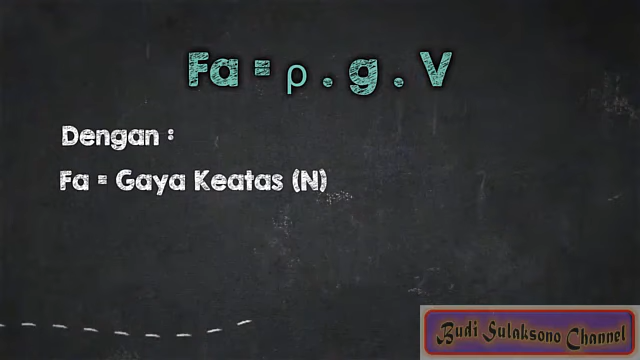 Fa = ρ . g . V
Dengan :
Fa = Gaya Keatas (N)
Budi Sulaksono Channel